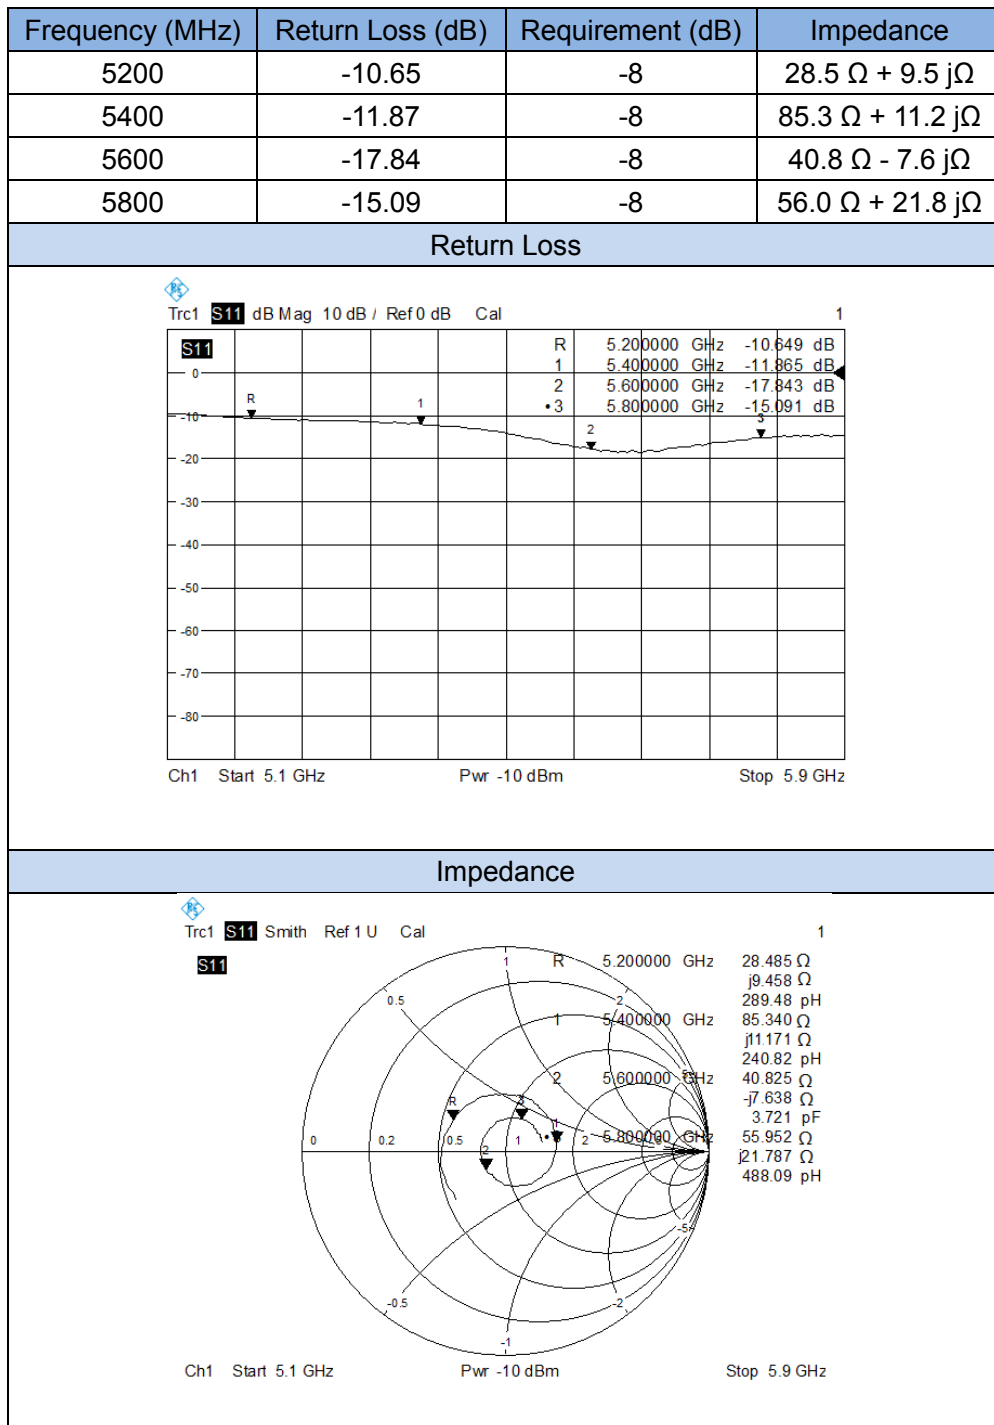 Frequency (MHz) Return Loss (dB) Requirement (dB) Impedance
5200 -10.65 -8 28.5 Ω + 9.5 jΩ
5400 -11.87 -8 85.3 Ω + 11.2 jΩ
5600 -17.84 -8 40.8 Ω - 7.6 jΩ
5800 -15.09 -8 56.0 Ω + 21.8 jΩ
Return Loss
Trc1 S11 dB Mag 10 dB / Ref 0 dB Cal 1
S11
R 5.200000 GHz -10.649 dB
1 5.400000 GHz -11.865 dB
2 5.600000 GHz -17.843 dB
•3 5.800000 GHz -15.091 dB
0
R 1 2 3
-10
-20
-30
-40
-50
-60
-70
-80
Ch1 Start 5.1 GHz Pwr -10 dBm Stop 5.9 GHz
Impedance
Trc1 S11 Smith Ref 1 U Cal 1
S11
R 5.200000 GHz 28.485 Ω
j9.458 Ω
289.48 pH
1 5.400000 GHz 85.340 Ω
j11.171 Ω
240.82 pH
2 5.600000 GHz 40.825 Ω
-j7.638 Ω
3.721 pF
•3 5.800000 GHz 55.952 Ω
j21.787 Ω
488.09 pH
1
0.5 2
5
R 3 1
0 0.2 0.5 1 2
2
-5
-0.5 -2
-1
Ch1 Start 5.1 GHz Pwr -10 dBm Stop 5.9 GHz